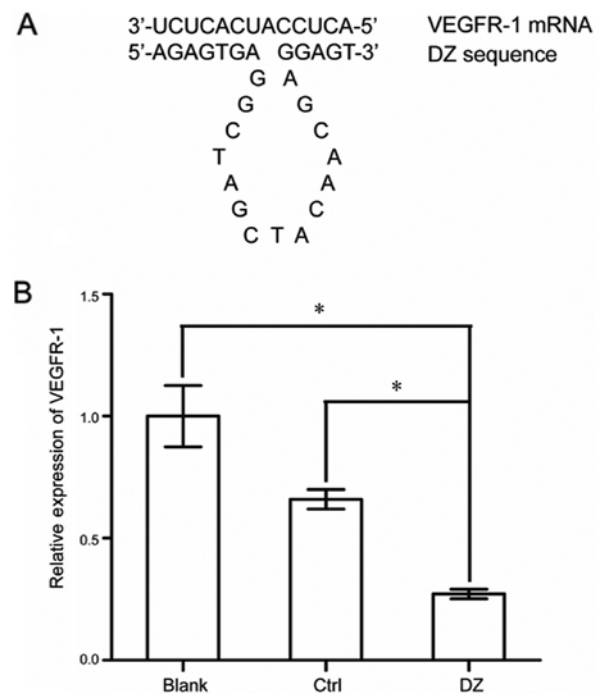 A
3'-UCUCACUACCUCA-5' VEGFR-1 mRNA
5'-AGAGTGA GGAGT-3' DZ sequence
G A
G G
C C
T A
A A
G C
C T A
B
Relative expression of VEGFR-1
1.5
*
*
1.0
0.5
0.0
Blank Ctrl DZ